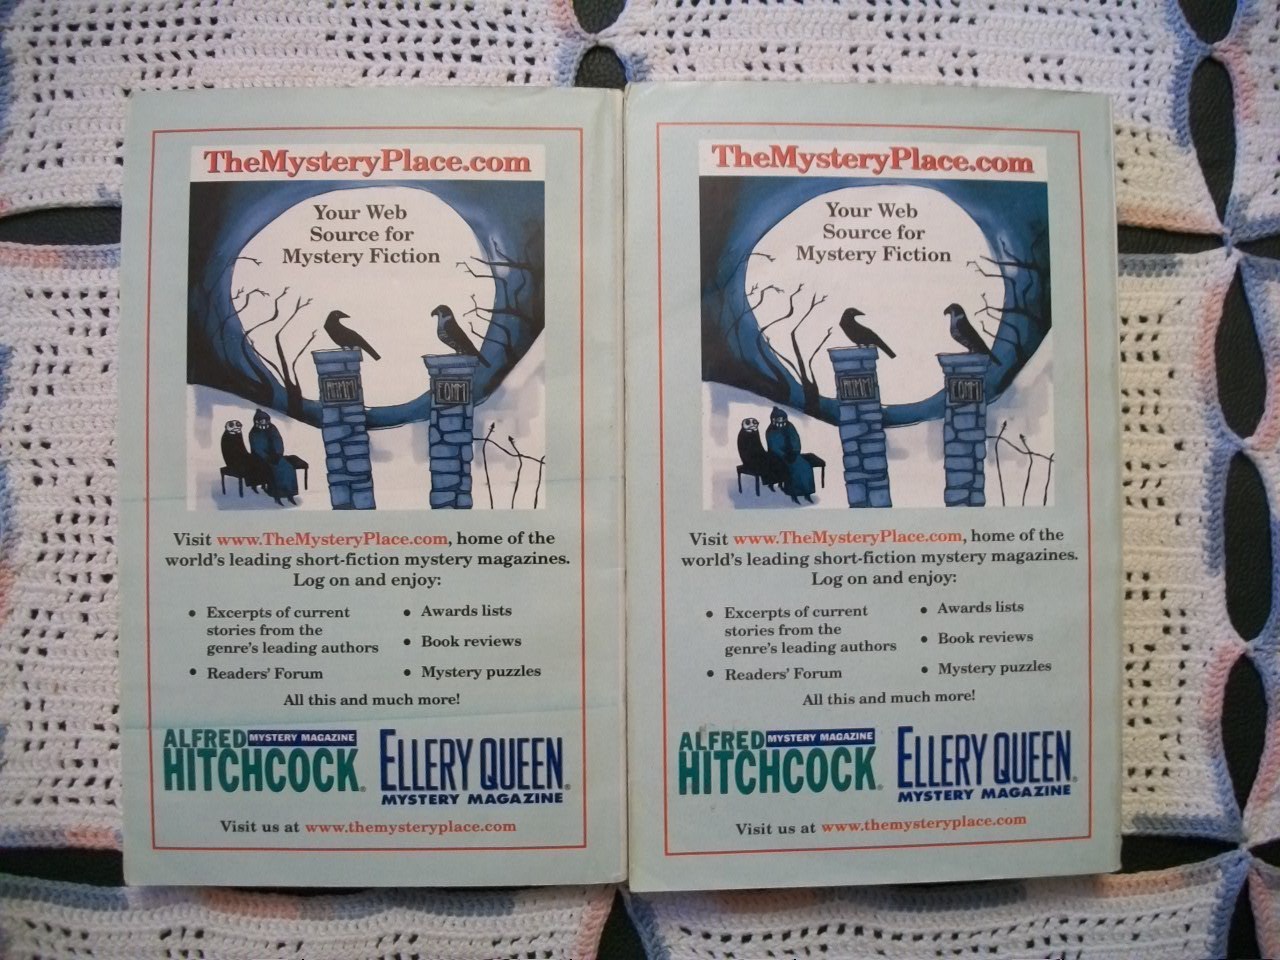 TheMysteryPlace.com
Your Web
Source for
Mystery Fiction
AHMM
EQMM
Visit www.TheMysteryPlace.com, home of the
world's leading short-fiction mystery magazines.
Log on and enjoy:
• Excerpts of current
stories from the
genre's leading authors
• Readers' Forum
• Awards lists
• Book reviews
• Mystery puzzles
All this and much more!
ALFRED MYSTERY MAGAZINE
HITCHCOCK®
ELLERY QUEEN®
MYSTERY MAGAZINE
Visit us at www.themysteryplace.com
TheMysteryPlace.com
Your Web
Source for
Mystery Fiction
AHMM
EQMM
Visit www.TheMysteryPlace.com, home of the
world's leading short-fiction mystery magazines.
Log on and enjoy:
• Excerpts of current
stories from the
genre's leading authors
• Readers' Forum
• Awards lists
• Book reviews
• Mystery puzzles
All this and much more!
ALFRED MYSTERY MAGAZINE
HITCHCOCK®
ELLERY QUEEN®
MYSTERY MAGAZINE
Visit us at www.themysteryplace.com